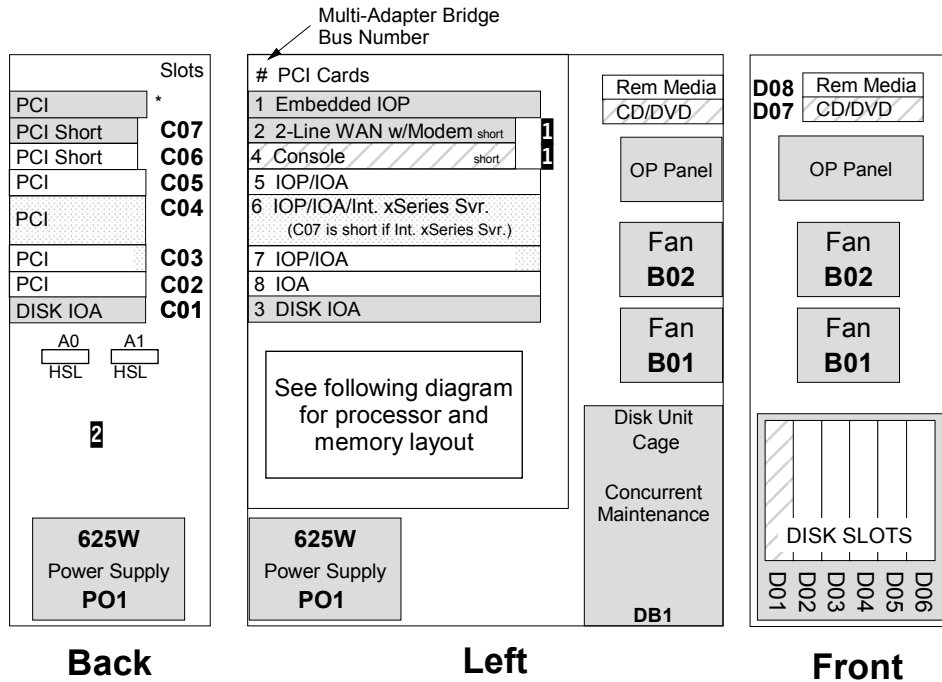 Multi-Adapter Bridge
Bus Number
Slots
PCI *
PCI Short C07
PCI Short C06
PCI C05
PCI C04
PCI C03
PCI C02
DISK IOA C01
A0 A1
HSL HSL
2
625W
Power Supply
PO1
Back
# PCI Cards
1 Embedded IOP
2 2-Line WAN w/Modem short 1
4 Console short 1
5 IOP/IOA
6 IOP/IOA/Int. xSeries Svr.
(C07 is short if Int. xSeries Svr.)
7 IOP/IOA
8 IOA
3 DISK IOA
See following diagram
for processor and
memory layout
625W
Power Supply
PO1
Rem Media
CD/DVD
OP Panel
Fan
B02
Fan
B01
Disk Unit
Cage
Concurrent
Maintenance
DB1
Left
D08 Rem Media
D07 CD/DVD
OP Panel
Fan
B02
Fan
B01
DISK SLOTS
D01 D02 D03 D04 D05 D06
Front